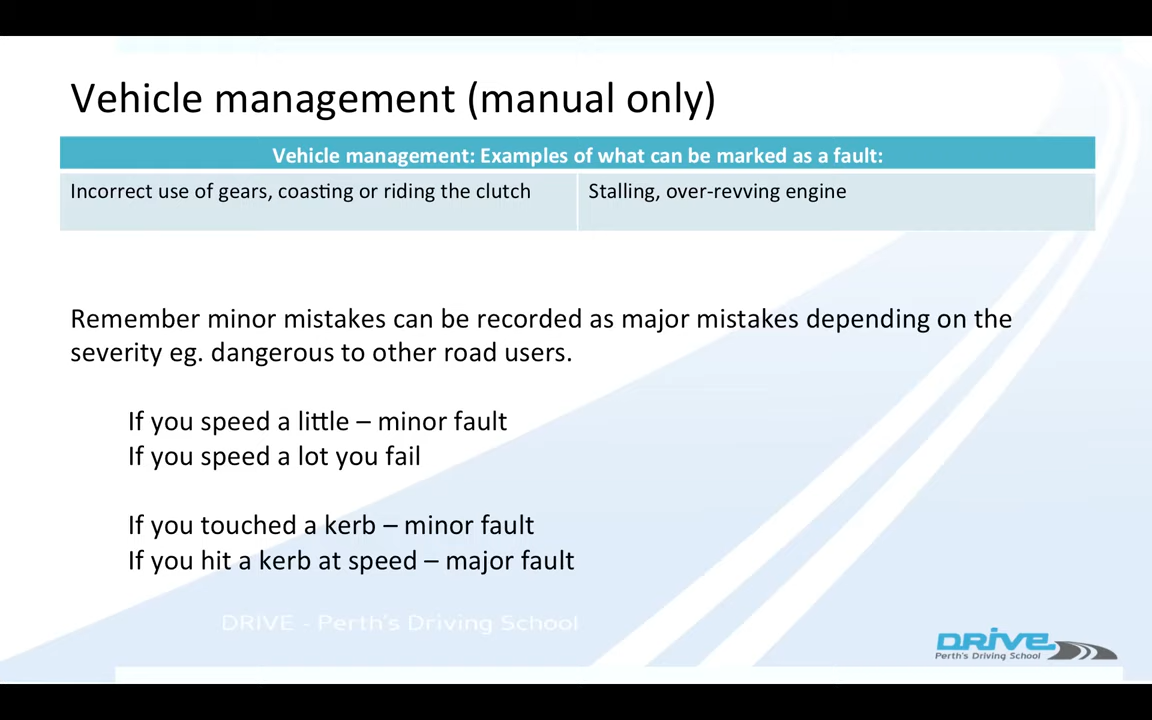 Vehicle management (manual only)
Vehicle management: Examples of what can be marked as a fault:
Incorrect use of gears, coasting or riding the clutch
Stalling, over-revving engine
Remember minor mistakes can be recorded as major mistakes depending on the
severity eg. dangerous to other road users.
If you speed a little – minor fault
If you speed a lot you fail
If you touched a kerb – minor fault
If you hit a kerb at speed – major fault
DRIVE - Perth's Driving School
DRIVE
Perth's Driving School